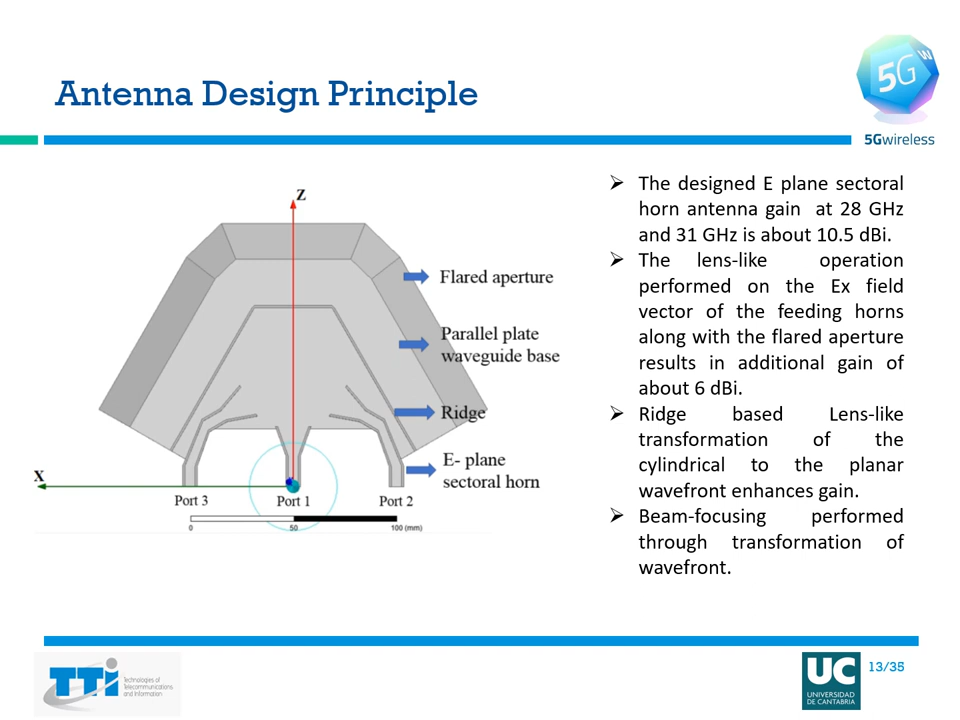 Antenna Design Principle
5G W
5Gwireless
Z
Flared aperture
Parallel plate
waveguide base
Ridge
E- plane
sectoral horn
X
Port 3
Port 1
Port 2
0
50
100 (mm)
➢ The designed E plane sectoral
horn antenna gain at 28 GHz
and 31 GHz is about 10.5 dBi.
➢ The lens-like operation
performed on the Ex field
vector of the feeding horns
along with the flared aperture
results in additional gain of
about 6 dBi.
➢ Ridge based Lens-like
transformation of the
cylindrical to the planar
wavefront enhances gain.
➢ Beam-focusing performed
through transformation of
wavefront.
TTi
Technologies of
Telecommunications
and Information
UC
UNIVERSIDAD
DE CANTABRIA
13/35